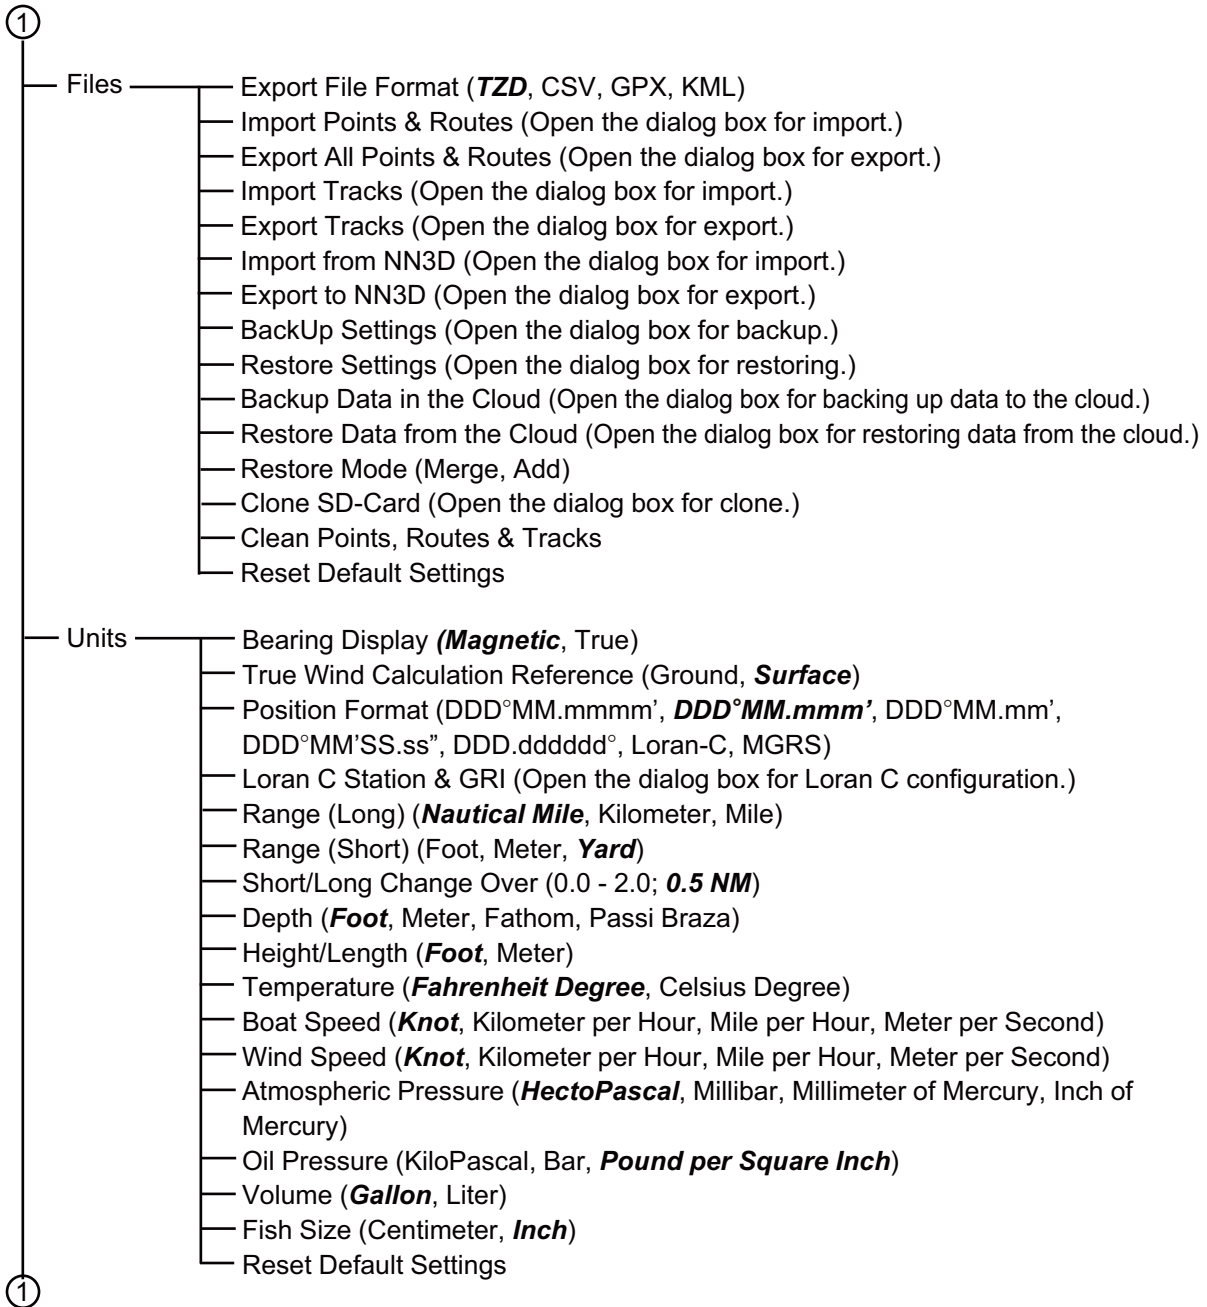 1
Files
Export File Format (TZD, CSV, GPX, KML)
Import Points & Routes (Open the dialog box for import.)
Export All Points & Routes (Open the dialog box for export.)
Import Tracks (Open the dialog box for import.)
Export Tracks (Open the dialog box for export.)
Import from NN3D (Open the dialog box for import.)
Export to NN3D (Open the dialog box for export.)
BackUp Settings (Open the dialog box for backup.)
Restore Settings (Open the dialog box for restoring.)
Backup Data in the Cloud (Open the dialog box for backing up data to the cloud.)
Restore Data from the Cloud (Open the dialog box for restoring data from the cloud.)
Restore Mode (Merge, Add)
Clone SD-Card (Open the dialog box for clone.)
Clean Points, Routes & Tracks
Reset Default Settings
Units
Bearing Display (Magnetic, True)
True Wind Calculation Reference (Ground, Surface)
Position Format (DDD°MM.mmmm’, DDD°MM.mmm’, DDD°MM.mm’,
DDD°MM’SS.ss”, DDD.dddddd°, Loran-C, MGRS)
Loran C Station & GRI (Open the dialog box for Loran C configuration.)
Range (Long) (Nautical Mile, Kilometer, Mile)
Range (Short) (Foot, Meter, Yard)
Short/Long Change Over (0.0 - 2.0; 0.5 NM)
Depth (Foot, Meter, Fathom, Passi Braza)
Height/Length (Foot, Meter)
Temperature (Fahrenheit Degree, Celsius Degree)
Boat Speed (Knot, Kilometer per Hour, Mile per Hour, Meter per Second)
Wind Speed (Knot, Kilometer per Hour, Mile per Hour, Meter per Second)
Atmospheric Pressure (HectoPascal, Millibar, Millimeter of Mercury, Inch of
Mercury)
Oil Pressure (KiloPascal, Bar, Pound per Square Inch)
Volume (Gallon, Liter)
Fish Size (Centimeter, Inch)
Reset Default Settings
1